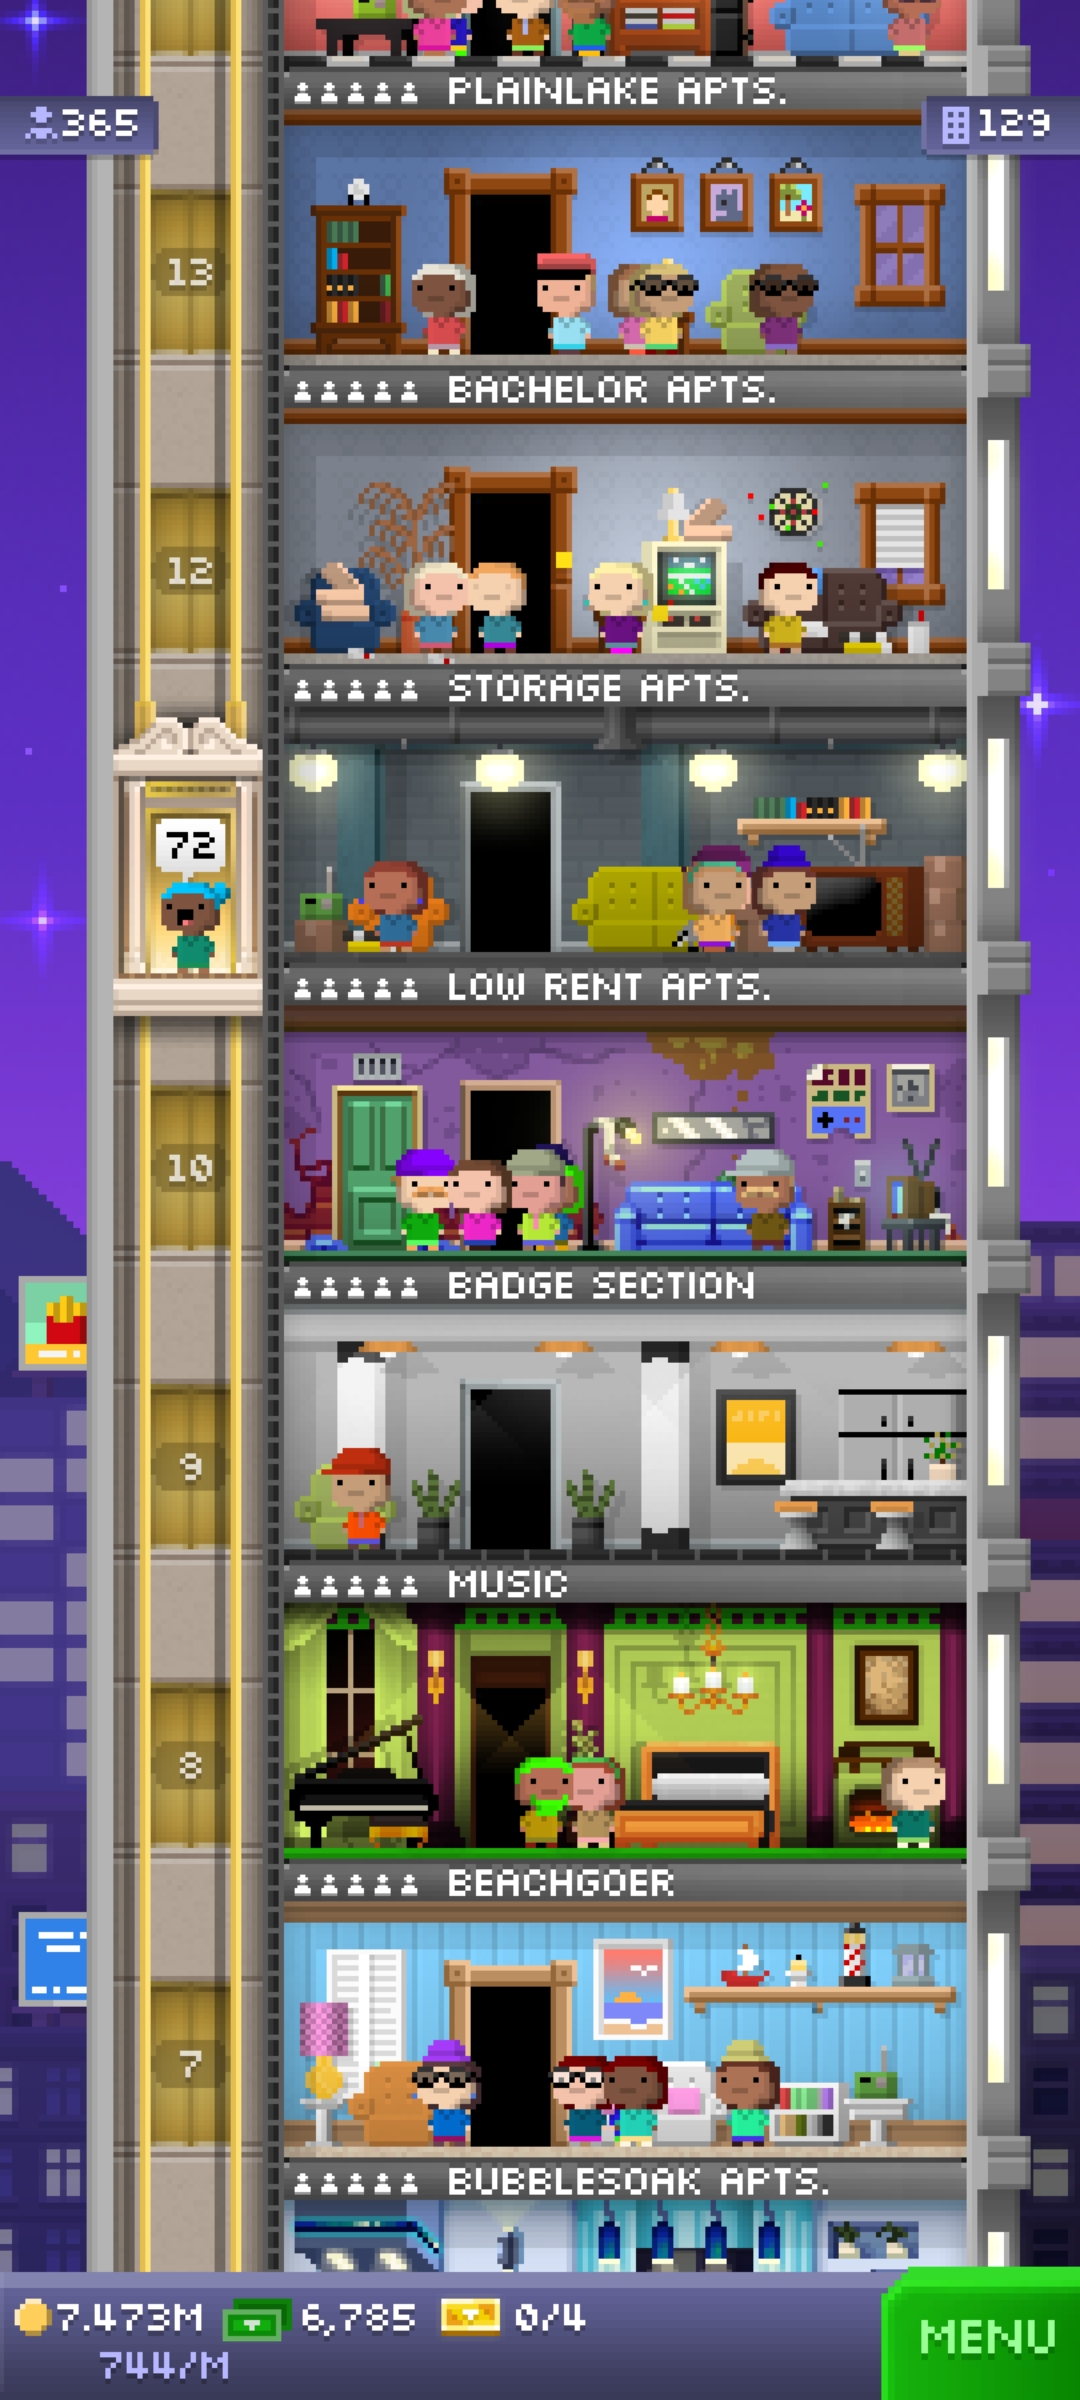 PLAINLAKE APTS.
365
129
13
BACHELOR APTS.
12
STORAGE APTS.
72
LOW RENT APTS.
10
BADGE SECTION
9
MUSIC
8
BEACHGOER
7
BUBBLESOAK APTS.
7.473M 6,785 0/4
744/M
MENU